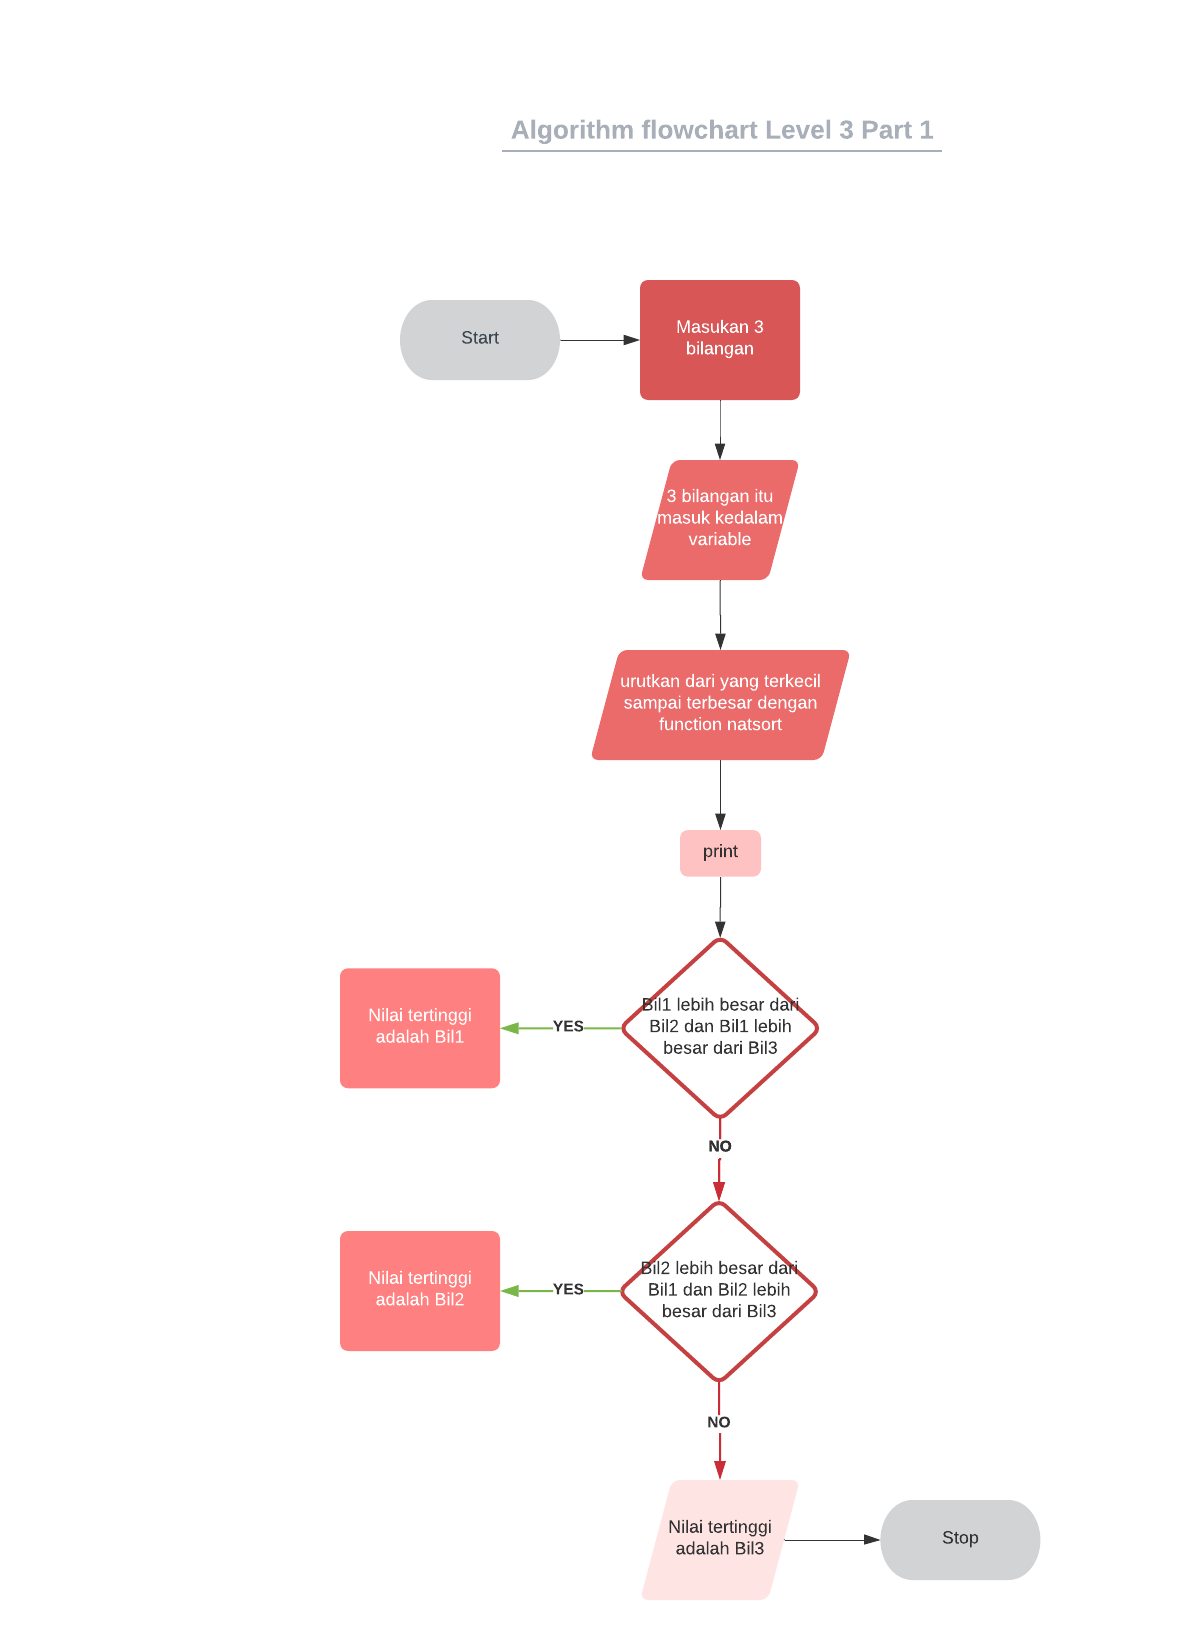 Algorithm flowchart Level 3 Part 1
Start
Masukan 3
bilangan
3 bilangan itu
masuk kedalam
variable
urutkan dari yang terkecil
sampai terbesar dengan
function natsort
print
Bil1 lebih besar dari
Bil2 dan Bil1 lebih
besar dari Bil3
YES
Nilai tertinggi
adalah Bil1
NO
Bil2 lebih besar dari
Bil1 dan Bil2 lebih
besar dari Bil3
YES
Nilai tertinggi
adalah Bil2
NO
Nilai tertinggi
adalah Bil3
Stop